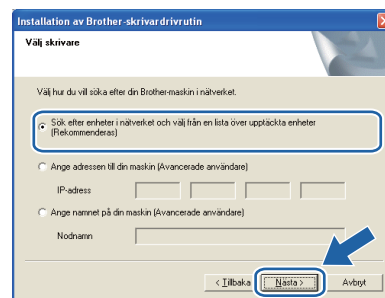 Installation av Brother-skrivardrivrutin
Välj skrivare
Välj hur du vill söka efter din Brother-maskin i nätverket.
Sök efter enheter i nätverket och välj från en lista över upptäckta enheter
(Rekommenderas)
Ange adressen till din maskin (Avancerade användare)
IP-adress
Ange namnet på din maskin (Avancerade användare)
Nodnamn
< Tillbaka Nästa > Avbryt